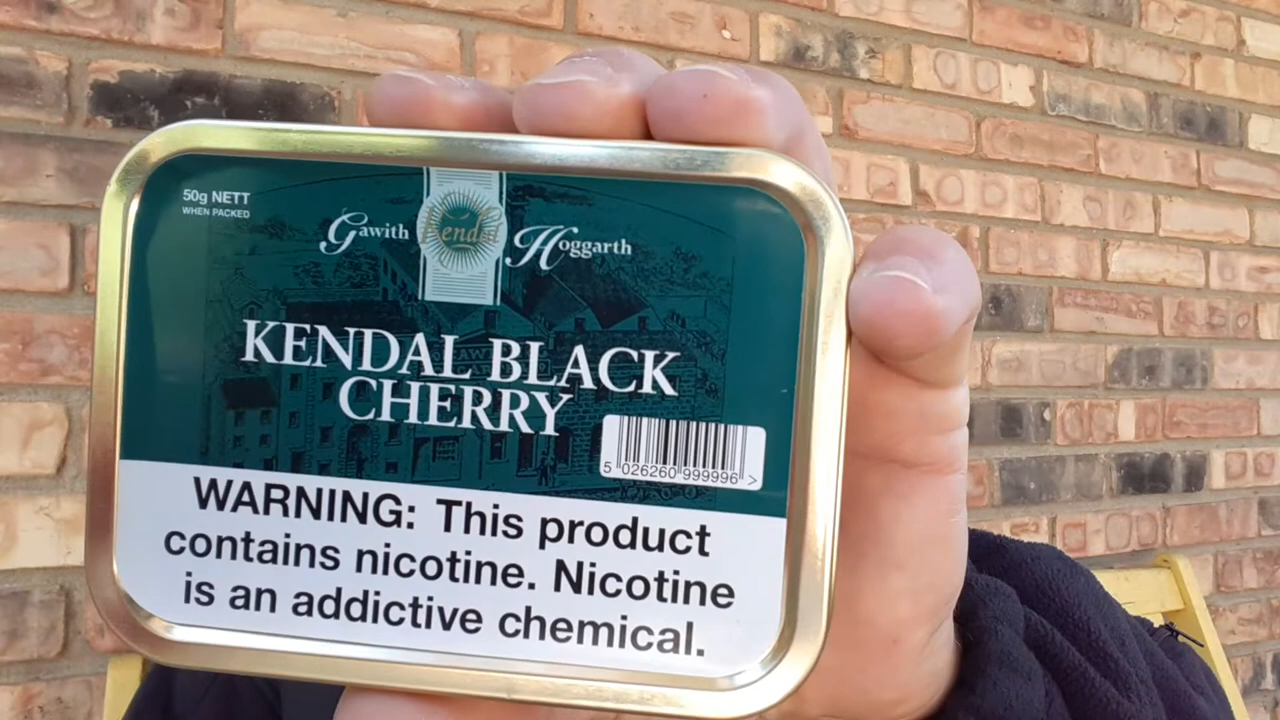 50g NETT
WHEN PACKED
Gawith Kendal Hoggarth
KENDAL BLACK
CHERRY
5 026260 999996 >
WARNING: This product
contains nicotine. Nicotine
is an addictive chemical.